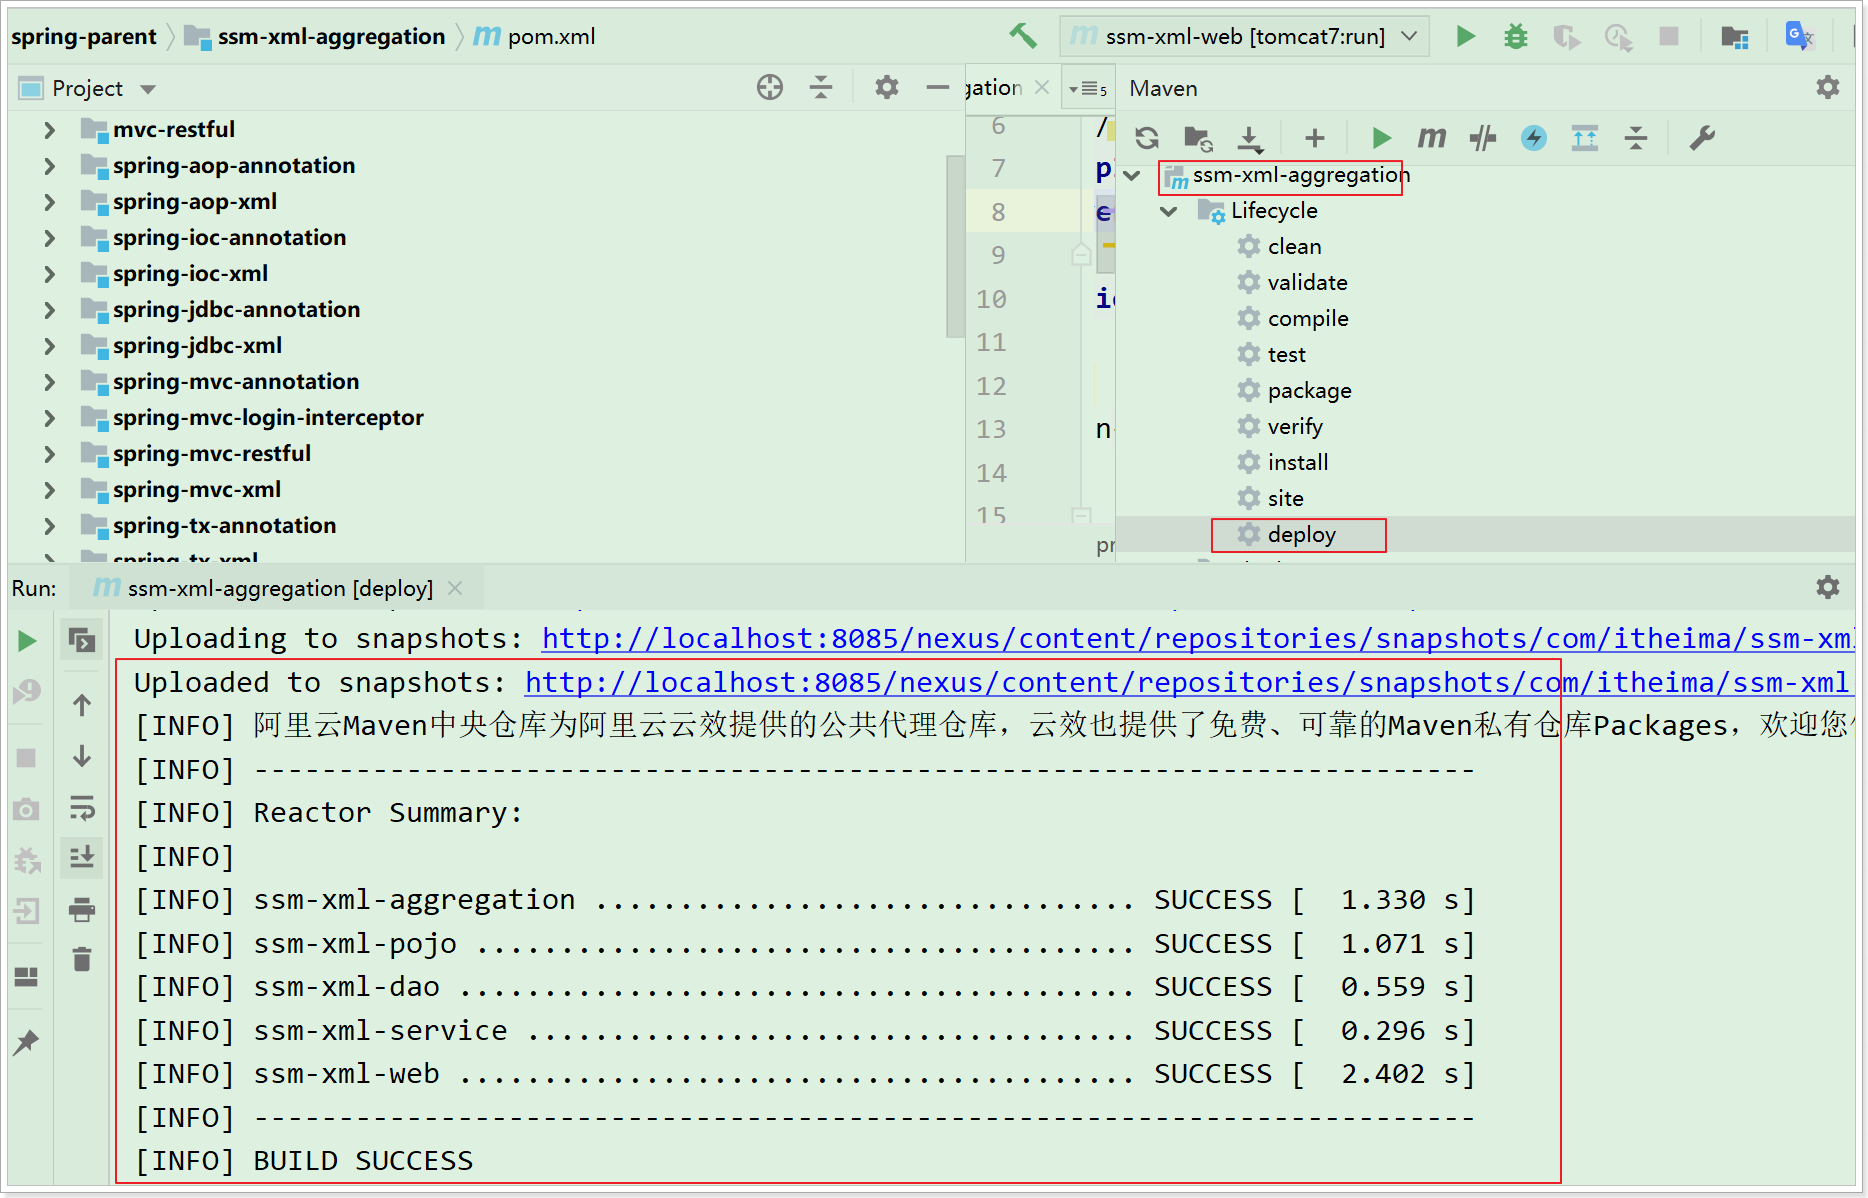 spring-parent ssm-xml-aggregation pom.xml
ssm-xml-web [tomcat7:run]
Project
mvc-restful
spring-aop-annotation
spring-aop-xml
spring-ioc-annotation
spring-ioc-xml
spring-jdbc-annotation
spring-jdbc-xml
spring-mvc-annotation
spring-mvc-login-interceptor
spring-mvc-restful
spring-mvc-xml
spring-tx-annotation
spring-tx-xml
gation
5
6
7
8
9
10
11
12
13
14
15
/
p
e
n
pr
Maven
ssm-xml-aggregation
Lifecycle
clean
validate
compile
test
package
verify
install
site
deploy
Run: ssm-xml-aggregation [deploy]
Uploading to snapshots: http://localhost:8085/nexus/content/repositories/snapshots/com/itheima/ssm-xml
Uploaded to snapshots: http://localhost:8085/nexus/content/repositories/snapshots/com/itheima/ssm-xml-
[INFO] 阿里云Maven中央仓库为阿里云云效提供的公共代理仓库，云效也提供了免费、可靠的Maven私有仓库Packages，欢迎您
[INFO] ------------------------------------------------------------------------
[INFO] Reactor Summary:
[INFO]
[INFO] ssm-xml-aggregation ................................ SUCCESS [  1.330 s]
[INFO] ssm-xml-pojo ....................................... SUCCESS [  1.071 s]
[INFO] ssm-xml-dao ........................................ SUCCESS [  0.559 s]
[INFO] ssm-xml-service .................................... SUCCESS [  0.296 s]
[INFO] ssm-xml-web ........................................ SUCCESS [  2.402 s]
[INFO] ------------------------------------------------------------------------
[INFO] BUILD SUCCESS